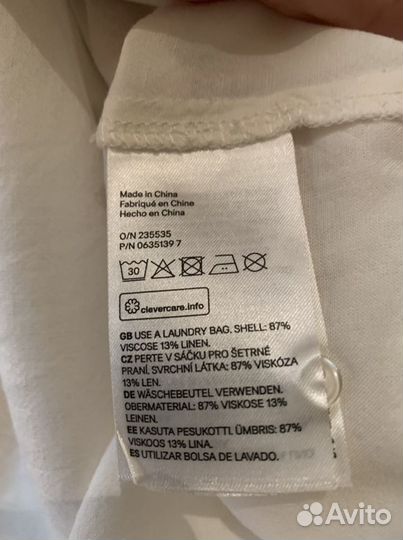 Made in China
Fabriqué en Chine
Hecho en China
O/N 235535
P/N 0635139 7
30
clevercare.info
GB USE A LAUNDRY BAG. SHELL: 87%
VISCOSE 13% LINEN.
CZ PERTE V SÁČKU PRO ŠETRNÉ
PRANÍ. SVRCHNÍ LÁTKA: 87% VISKÓZA
13% LEN.
DE WÄSCHEBEUTEL VERWENDEN.
OBERMATERIAL: 87% VISKOSE 13%
LEINEN.
EE KASUTA PESUKOTTI. ÜMBRIS: 87%
VISKOOS 13% LINA.
ES UTILIZAR BOLSA DE LAVADO.
Avito